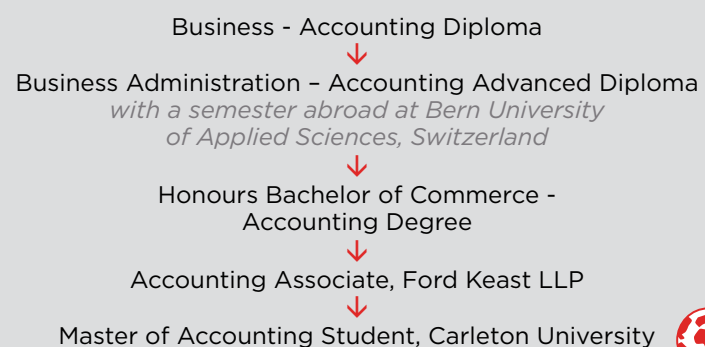 Business - Accounting Diploma
Business Administration – Accounting Advanced Diploma
with a semester abroad at Bern University
of Applied Sciences, Switzerland
Honours Bachelor of Commerce -
Accounting Degree
Accounting Associate, Ford Keast LLP
Master of Accounting Student, Carleton University